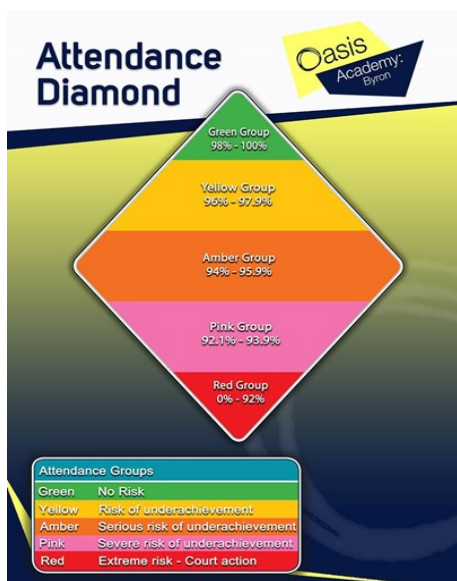 Attendance
Diamond
Oasis
Academy:
Byron
Green Group
98% - 100%
Yellow Group
96% - 97.9%
Amber Group
94% - 95.9%
Pink Group
92.1% - 93.9%
Red Group
0% - 92%
Attendance Groups
Green No Risk
Yellow Risk of underachievement
Amber Serious risk of underachievement
Pink Severe risk of underachievement
Red Extreme risk - Court action